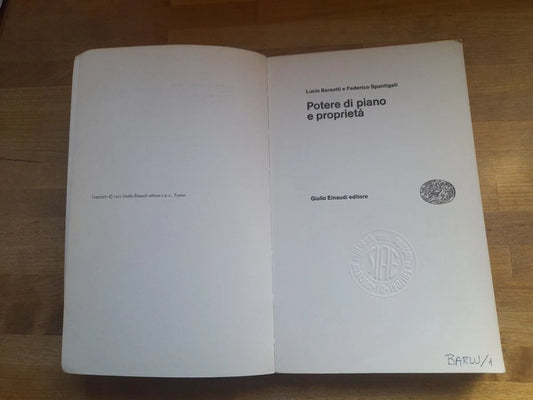 Copyright © 1971 Giulio Einaudi editore s. p. a., Torino
Lucia Barsotti e Federico Spantigati
Potere di piano
e proprietà
Giulio Einaudi editore
SIAE
BARLU/1